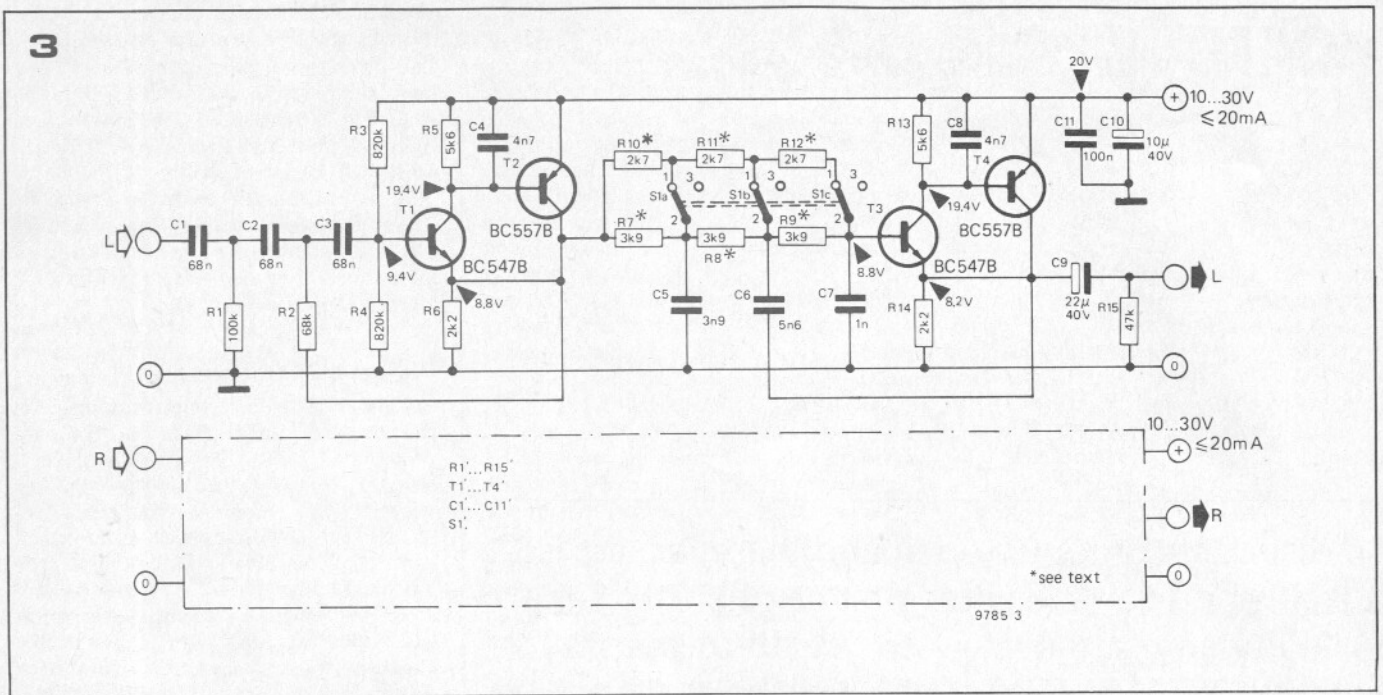 3
20V
+ 10...30V
≤20mA
R3
820k
R5
5k6
C4
4n7
T2
R10*
2k7
R11*
2k7
R12*
2k7
R13
5k6
C8
4n7
T4
C11
100n
C10
10µ
40V
1
3
1
3
1
3
S1a
S1b
S1c
2
2
2
19,4V
T1
BC557B
T3
19,4V
BC557B
L
C1
68n
C2
68n
C3
68n
R7*
3k9
3k9
R8*
R9*
3k9
BC547B
9,4V
8,8V
BC547B
8.8V
8,2V
C9
22µ
40V
L
R1
100k
R2
68k
R4
820k
R6
2k2
C5
3n9
C6
5n6
C7
1n
R14
2k2
R15
47k
0
0
R
R1'...R15'
T1'...T4'
C1'...C11'
S1'
10...30V
+ ≤20mA
R
0
*see text
0
9785 3